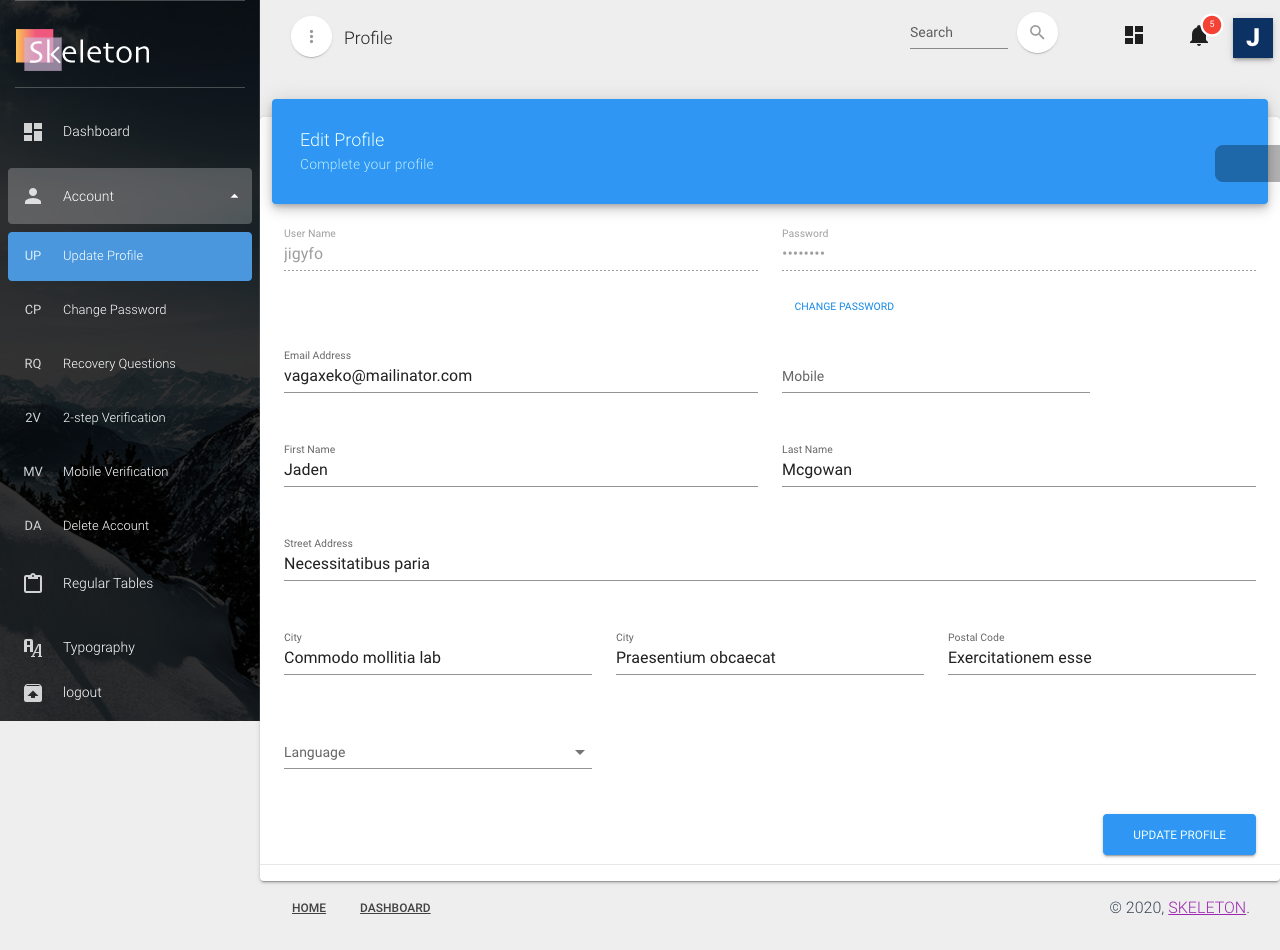 Skeleton
Dashboard
Account
UP Update Profile
CP Change Password
RQ Recovery Questions
2V 2-step Verification
MV Mobile Verification
DA Delete Account
Regular Tables
AA Typography
logout
Profile
Search
5
J
Edit Profile
Complete your profile
User Name
jigyfo
Password
••••••••
CHANGE PASSWORD
Email Address
vagaxeko@mailinator.com
Mobile
First Name
Jaden
Last Name
Mcgowan
Street Address
Necessitatibus paria
City
Commodo mollitia lab
City
Praesentium obcaecat
Postal Code
Exercitationem esse
Language
UPDATE PROFILE
HOME DASHBOARD
© 2020, SKELETON.